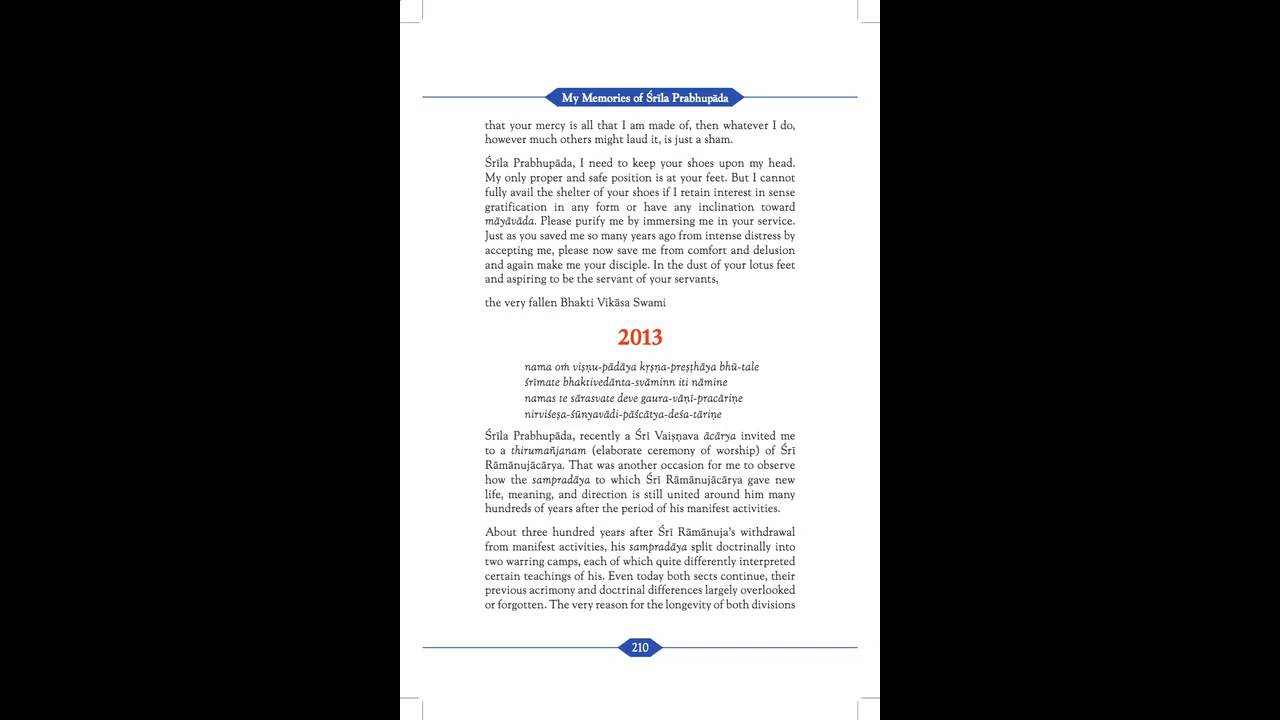 My Memories of Śrīla Prabhupāda
that your mercy is all that I am made of, then whatever I do,
however much others might laud it, is just a sham.
Śrīla Prabhupāda, I need to keep your shoes upon my head.
My only proper and safe position is at your feet. But I cannot
fully avail the shelter of your shoes if I retain interest in sense
gratification in any form or have any inclination toward
māyāvāda. Please purify me by immersing me in your service.
Just as you saved me so many years ago from intense distress by
accepting me, please now save me from comfort and delusion
and again make me your disciple. In the dust of your lotus feet
and aspiring to be the servant of your servants,
the very fallen Bhakti Vikāsa Swami
2013
nama oṁ viṣṇu-pādāya kṛṣṇa-preṣṭhāya bhū-tale
śrīmate bhaktivedānta-svāminn iti nāmine
namas te sārasvate deve gaura-vāṇī-pracāriṇe
nirviśeṣa-śūnyavādi-pāścātya-deśa-tāriṇe
Śrīla Prabhupāda, recently a Śrī Vaiṣṇava ācārya invited me
to a thirumañjanam (elaborate ceremony of worship) of Śrī
Rāmānujācārya. That was another occasion for me to observe
how the sampradāya to which Śrī Rāmānujācārya gave new
life, meaning, and direction is still united around him many
hundreds of years after the period of his manifest activities.
About three hundred years after Śrī Rāmānuja's withdrawal
from manifest activities, his sampradāya split doctrinally into
two warring camps, each of which quite differently interpreted
certain teachings of his. Even today both sects continue, their
previous acrimony and doctrinal differences largely overlooked
or forgotten. The very reason for the longevity of both divisions
210